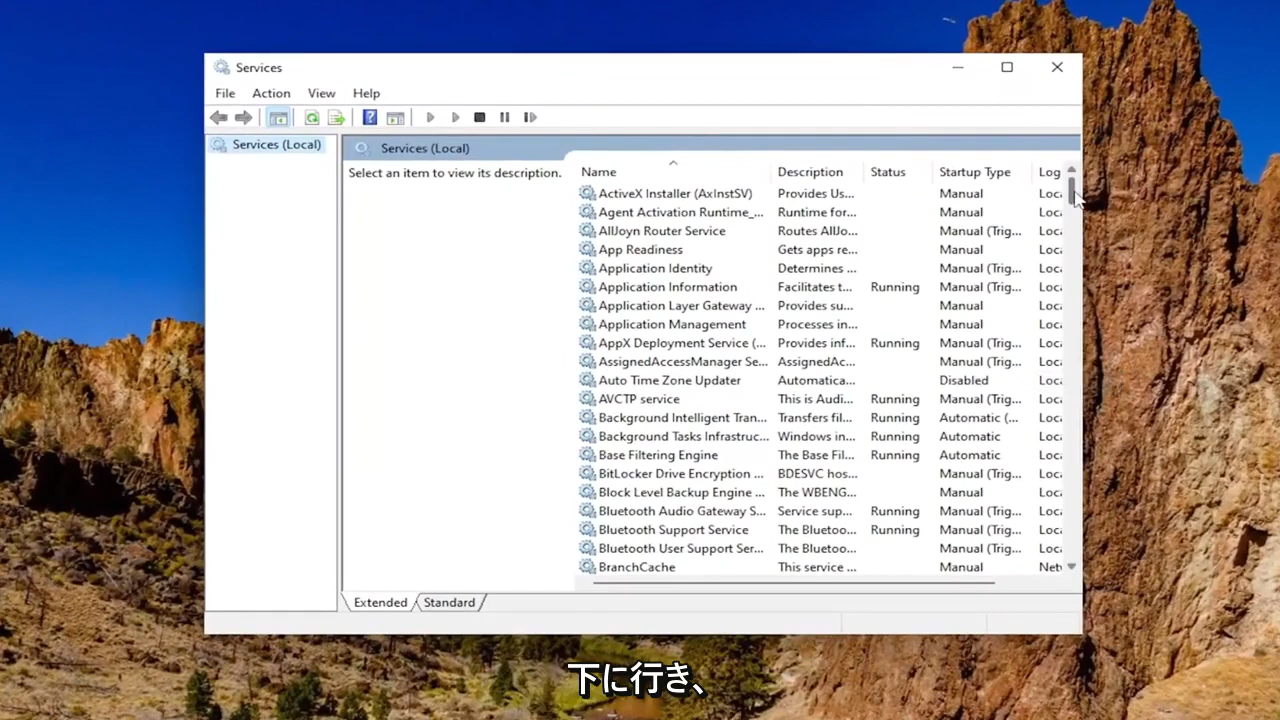 Services
File Action View Help
Services (Local)
Services (Local)
Select an item to view its description.
Name Description Status Startup Type Log
ActiveX Installer (AxInstSV) Provides Us... Manual Loca
Agent Activation Runtime_... Runtime for... Manual Loca
AllJoyn Router Service Routes AllJo... Manual (Trig... Loca
App Readiness Gets apps re... Manual Loca
Application Identity Determines ... Manual (Trig... Loca
Application Information Facilitates t... Running Manual (Trig... Loca
Application Layer Gateway ... Provides su... Manual Loca
Application Management Processes in... Manual Loca
AppX Deployment Service (... Provides inf... Running Manual (Trig... Loca
AssignedAccessManager Se... AssignedAc... Manual (Trig... Loca
Auto Time Zone Updater Automatica... Disabled Loca
AVCTP service This is Audi... Running Manual (Trig... Loca
Background Intelligent Tran... Transfers fil... Running Automatic (... Loca
Background Tasks Infrastruc... Windows in... Running Automatic Loca
Base Filtering Engine The Base Fil... Running Automatic Loca
BitLocker Drive Encryption ... BDESVC hos... Manual (Trig... Loca
Block Level Backup Engine ... The WBENG... Manual Loca
Bluetooth Audio Gateway S... Service sup... Running Manual (Trig... Loca
Bluetooth Support Service The Bluetoo... Running Manual (Trig... Loca
Bluetooth User Support Ser... The Bluetoo... Manual (Trig... Loca
BranchCache This service ... Manual Netw
Extended Standard
下に行き、